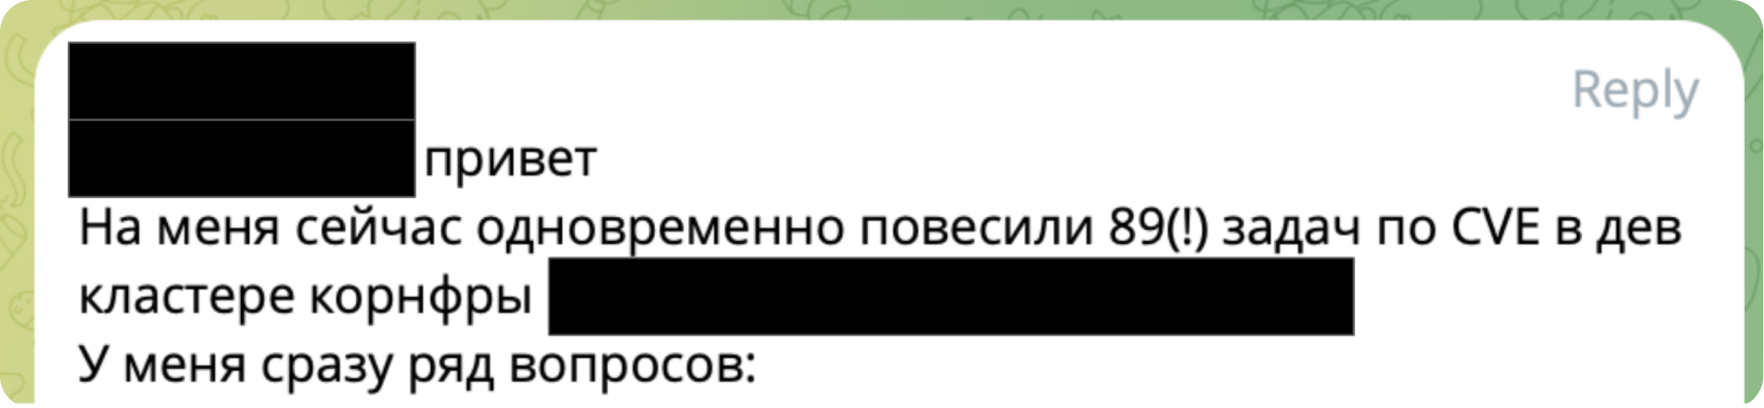 Reply
привет
На меня сейчас одновременно повесили 89(!) задач по CVE в дев
кластере корнфры
У меня сразу ряд вопросов: